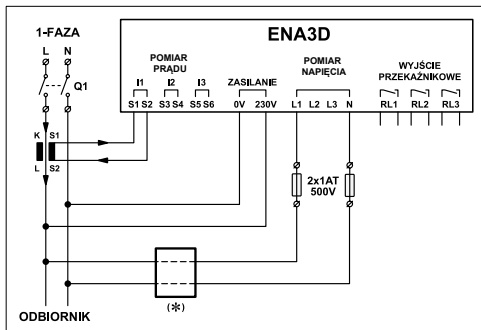 1-FAZA
L N
Q1
K S1
L S2
ODBIORNIK
ENA3D
POMIAR PRĄDU
I1 I2 I3
S1 S2 S3 S4 S5 S6
ZASILANIE
0V 230V
POMIAR NAPIĘCIA
L1 L2 L3 N
WYJŚCIE PRZEKAŹNIKOWE
RL1 RL2 RL3
2x1AT
500V
(*)